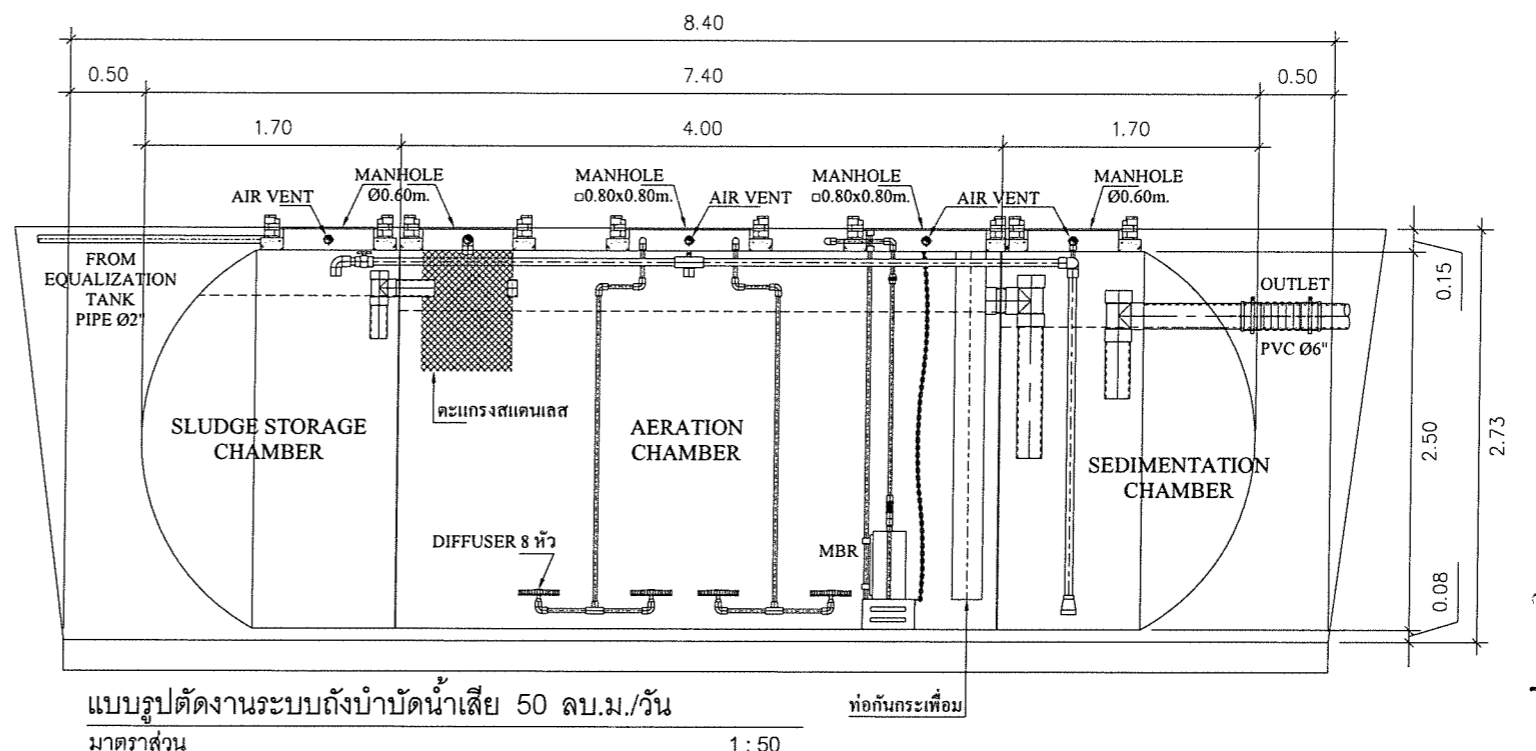 8.40
0.50
7.40
0.50
1.70
4.00
1.70
AIR VENT
MANHOLE
Ø0.60m.
MANHOLE
□0.80x0.80m.
AIR VENT
MANHOLE
□0.80x0.80m.
AIR VENT
MANHOLE
Ø0.60m.
FROM
EQUALIZATION
TANK
PIPE Ø2"
OUTLET
PVC Ø6"
0.15
2.50
2.73
0.08
ตะแกรงสแตนเลส
SLUDGE STORAGE
CHAMBER
AERATION
CHAMBER
SEDIMENTATION
CHAMBER
DIFFUSER 8 หัว
MBR
ท่อกันกระเพื่อม
แบบรูปตัดงานระบบถังบำบัดน้ำเสีย 50 ลบ.ม./วัน
มาตราส่วน 1 : 50